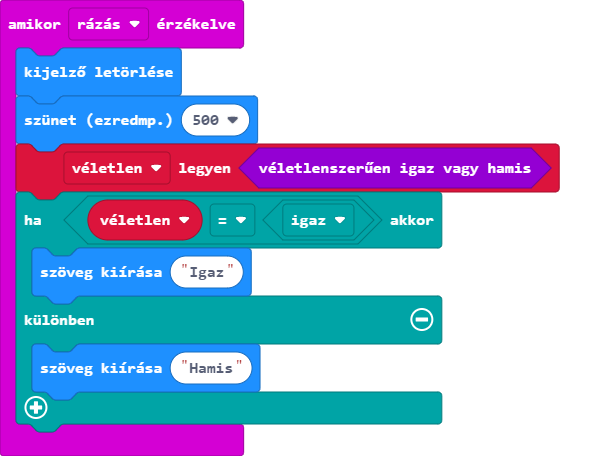 amikor rázás érzékelve
kijelző letörlése
szünet (ezredmp.) 500
véletlen legyen véletlenszerűen igaz vagy hamis
ha véletlen = igaz akkor
szöveg kiírása "Igaz"
különben
szöveg kiírása "Hamis"